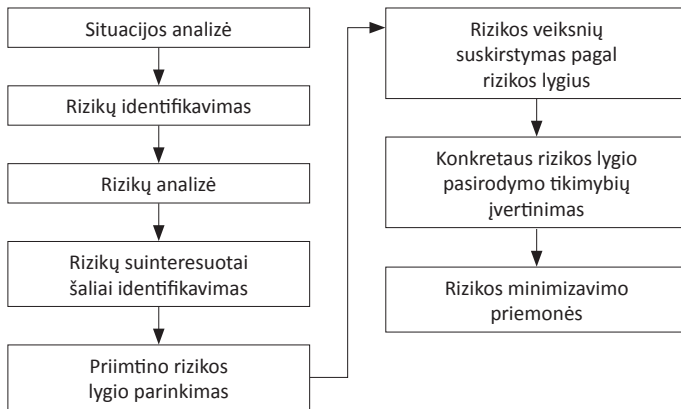 Situacijos analizė
Rizikų identifikavimas
Rizikų analizė
Rizikų suinteresuotai
šaliai identifikavimas
Priimtino rizikos
lygio parinkimas
Rizikos veiksnių
suskirstymas pagal
rizikos lygius
Konkretaus rizikos lygio
pasirodymo tikimybių
įvertinimas
Rizikos minimizavimo
priemonės